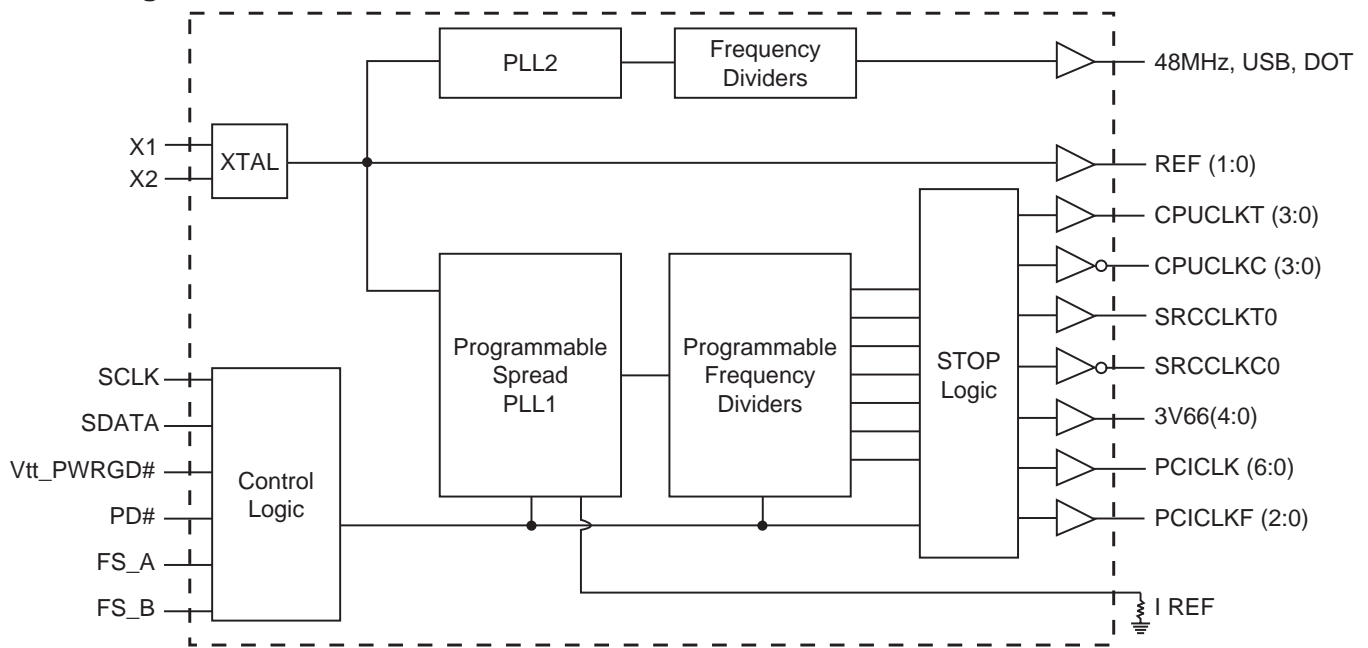 PLL2
Frequency
Dividers
48MHz, USB, DOT
X1
X2
XTAL
REF (1:0)
CPUCLKT (3:0)
CPUCLKC (3:0)
SRCCLKT0
SRCCLKC0
3V66(4:0)
PCICLK (6:0)
PCICLKF (2:0)
I REF
Programmable
Spread
PLL1
Programmable
Frequency
Dividers
STOP
Logic
SCLK
SDATA
Vtt_PWRGD#
PD#
FS_A
FS_B
Control
Logic